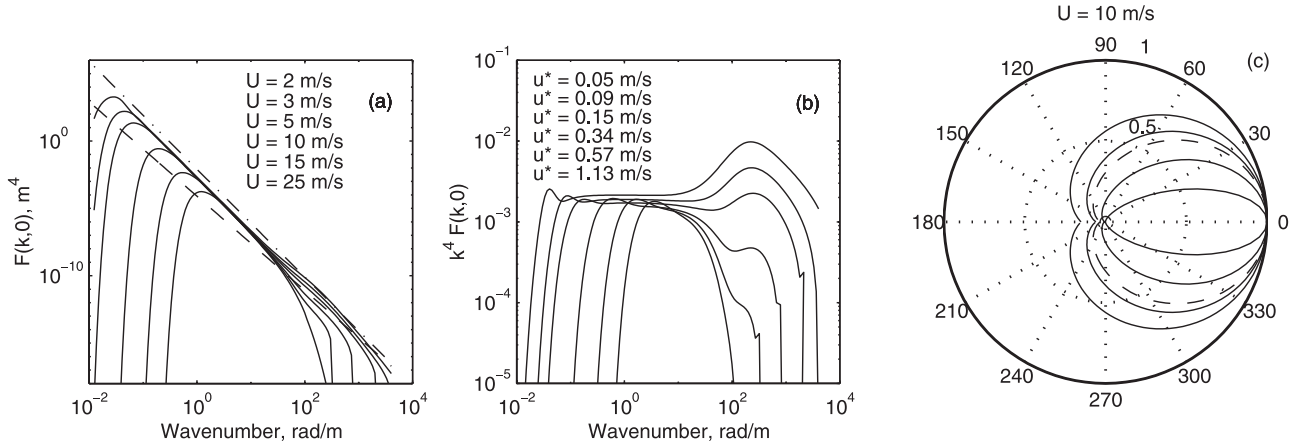 (a)
U = 2 m/s
U = 3 m/s
U = 5 m/s
U = 10 m/s
U = 15 m/s
U = 25 m/s
F(k,0), m⁴
10⁰
10⁻¹⁰
10⁻² 10⁰ 10² 10⁴
Wavenumber, rad/m
(b)
u* = 0.05 m/s
u* = 0.09 m/s
u* = 0.15 m/s
u* = 0.34 m/s
u* = 0.57 m/s
u* = 1.13 m/s
k⁴ F(k,0)
10⁻¹
10⁻²
10⁻³
10⁻⁴
10⁻⁵
10⁻² 10⁰ 10² 10⁴
Wavenumber, rad/m
U = 10 m/s
(c)
90
1
120
60
0.5
150
30
180
0
210
330
240
300
270